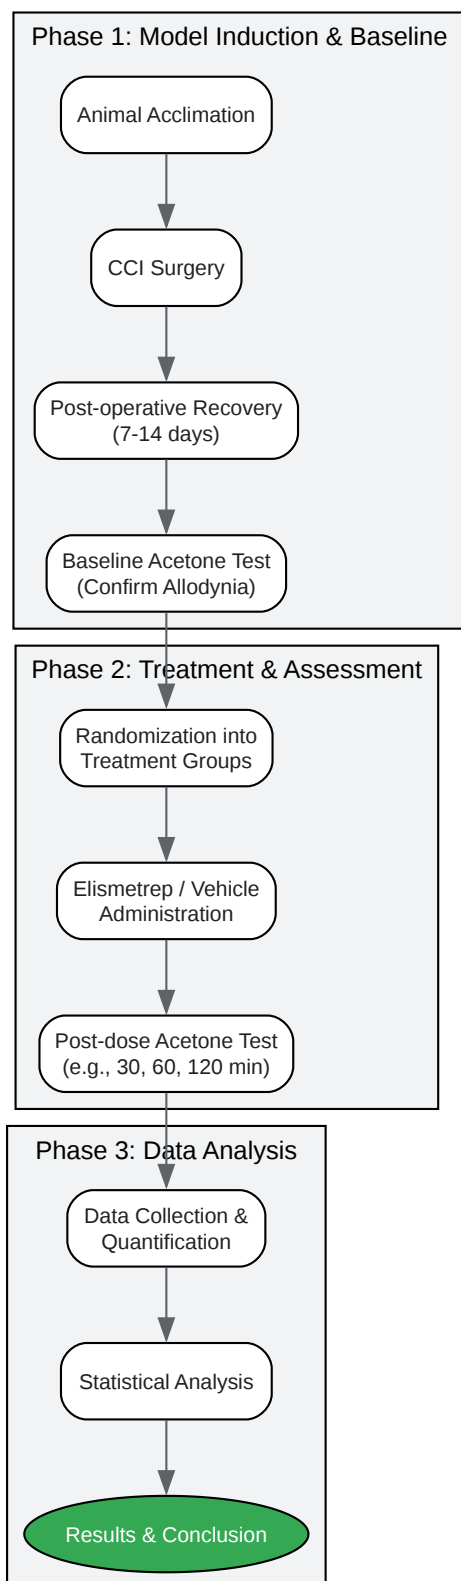 Phase 1: Model Induction & Baseline
Animal Acclimation
CCI Surgery
Post-operative Recovery
(7-14 days)
Baseline Acetone Test
(Confirm Allodynia)
Phase 2: Treatment & Assessment
Randomization into
Treatment Groups
Elismetrep / Vehicle
Administration
Post-dose Acetone Test
(e.g., 30, 60, 120 min)
Phase 3: Data Analysis
Data Collection &
Quantification
Statistical Analysis
Results & Conclusion